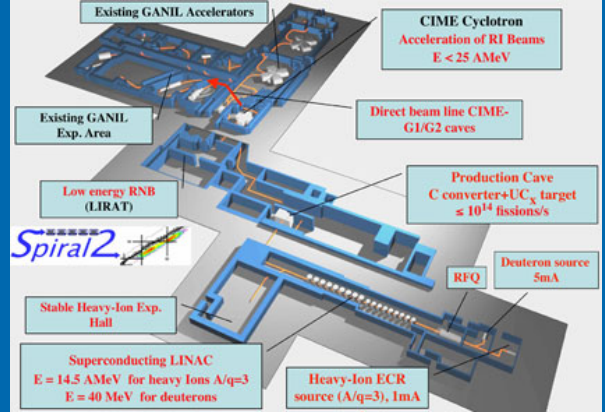 Existing GANIL Accelerators
CIME Cyclotron
Acceleration of RI Beams
E < 25 AMeV
Existing GANIL
Exp. Area
Direct beam line CIME-
G1/G2 caves
Low energy RNB
(LIRAT)
Production Cave
C converter+UCx target
≤ 10¹⁴ fissions/s
Spiral2
RFQ
Deuteron source
5mA
Stable Heavy-Ion Exp.
Hall
Superconducting LINAC
E = 14.5 AMeV for heavy Ions A/q=3
E = 40 MeV for deuterons
Heavy-Ion ECR
source (A/q=3), 1mA